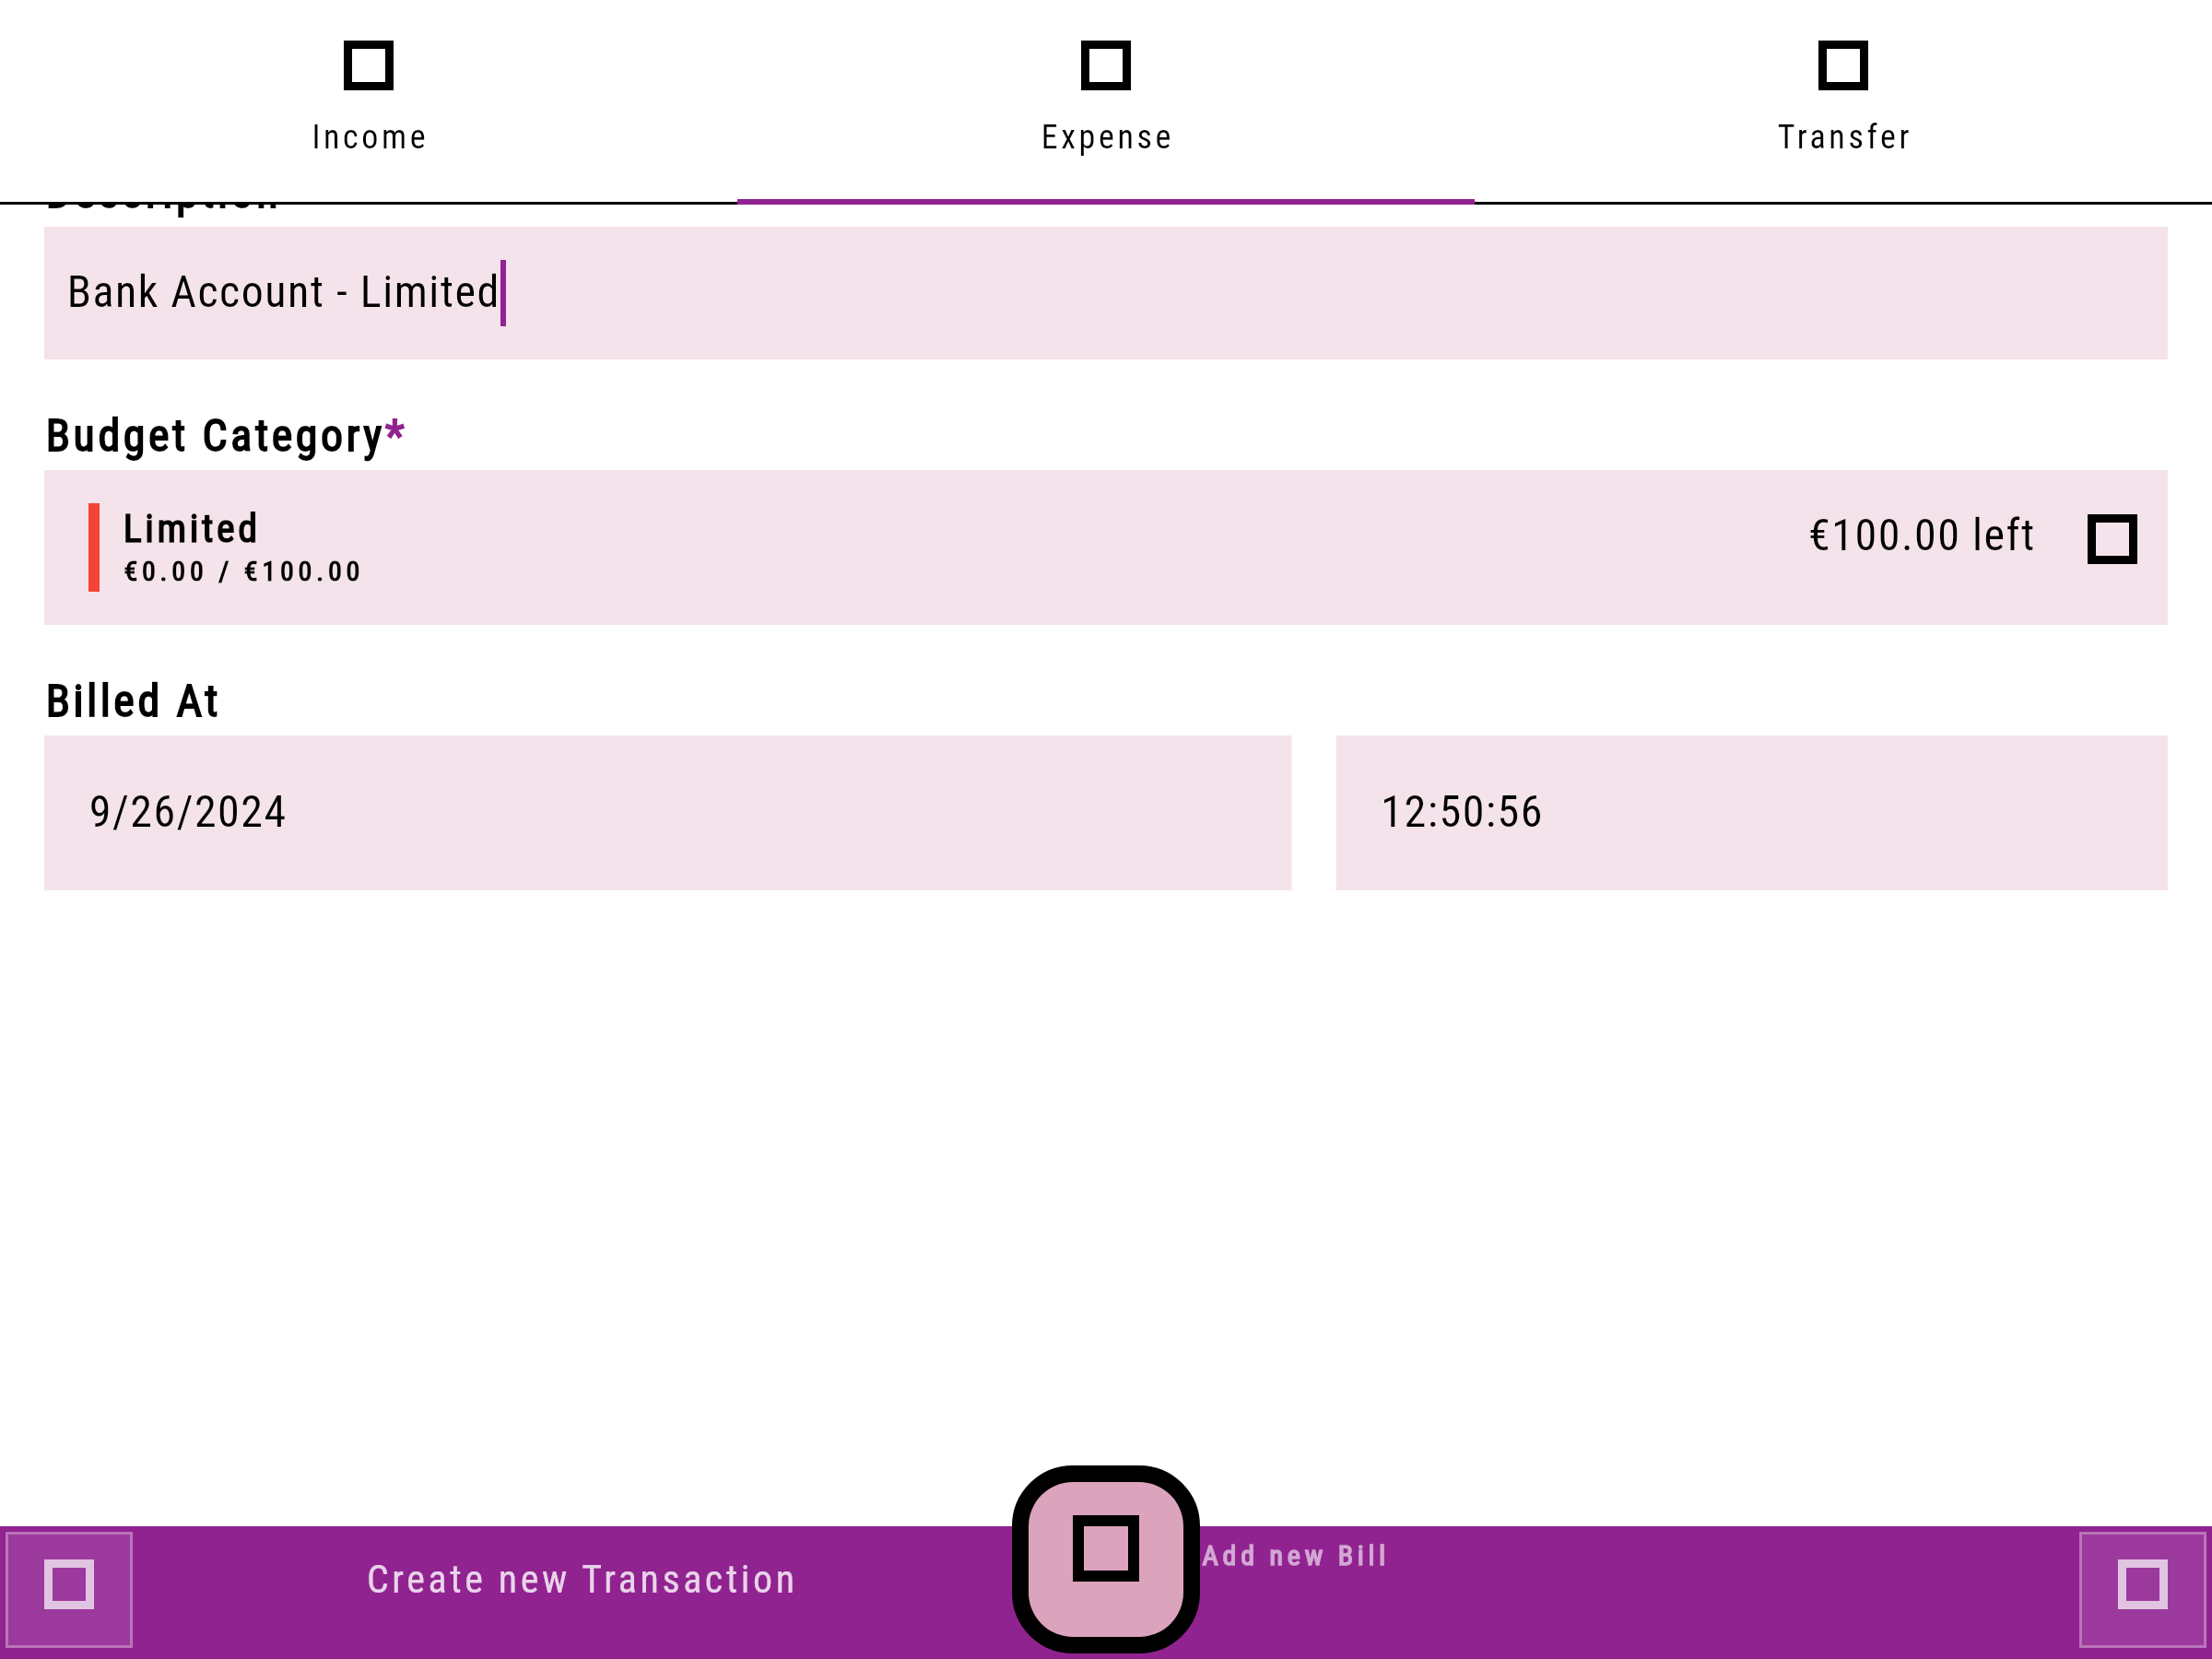 Income
Expense
Transfer
Description
Bank Account - Limited
Budget Category*
Limited
€0.00 / €100.00
€100.00 left
Billed At
9/26/2024
12:50:56
Create new Transaction
Add new Bill